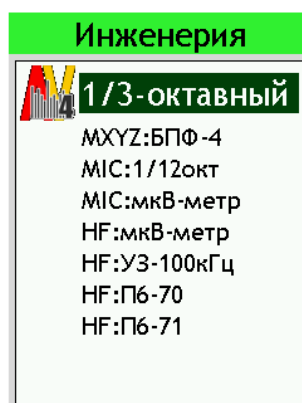 Инженерия
1/3-октавный
MXYZ:БПФ-4
MIC:1/12окт
MIC:мкВ-метр
HF:мкВ-метр
HF:УЗ-100кГц
HF:П6-70
HF:П6-71